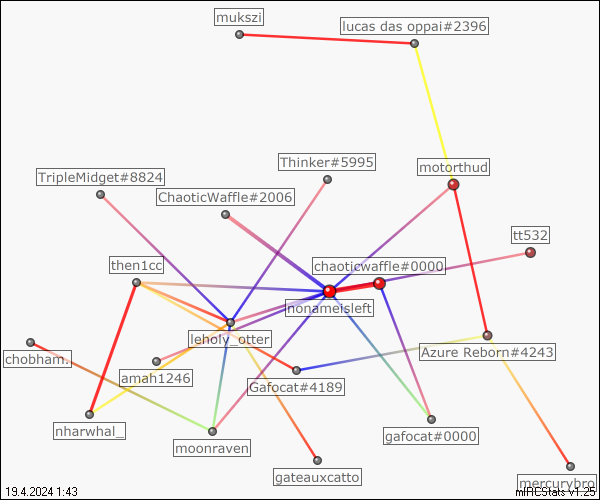 mukszi
lucas das oppai#2396
Thinker#5995
motorthud
TripleMidget#8824
ChaoticWaffle#2006
tt532
then1cc
chaoticwaffle#0000
nonameisleft
leholy_otter
chobham.
Azure Reborn#4243
amah1246
Gafocat#4189
nharwhal_
moonraven
gafocat#0000
gateauxcatto
mercurybro
19.4.2024 1:43
mIRCStats v1.25